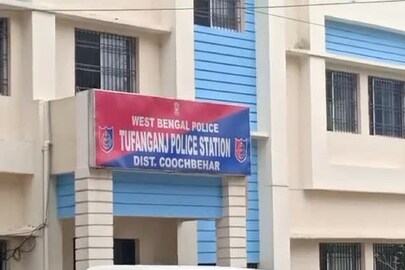 WEST BENGAL POLICE
TUFANGANJ POLICE STATION
DIST. COOCHBEHAR